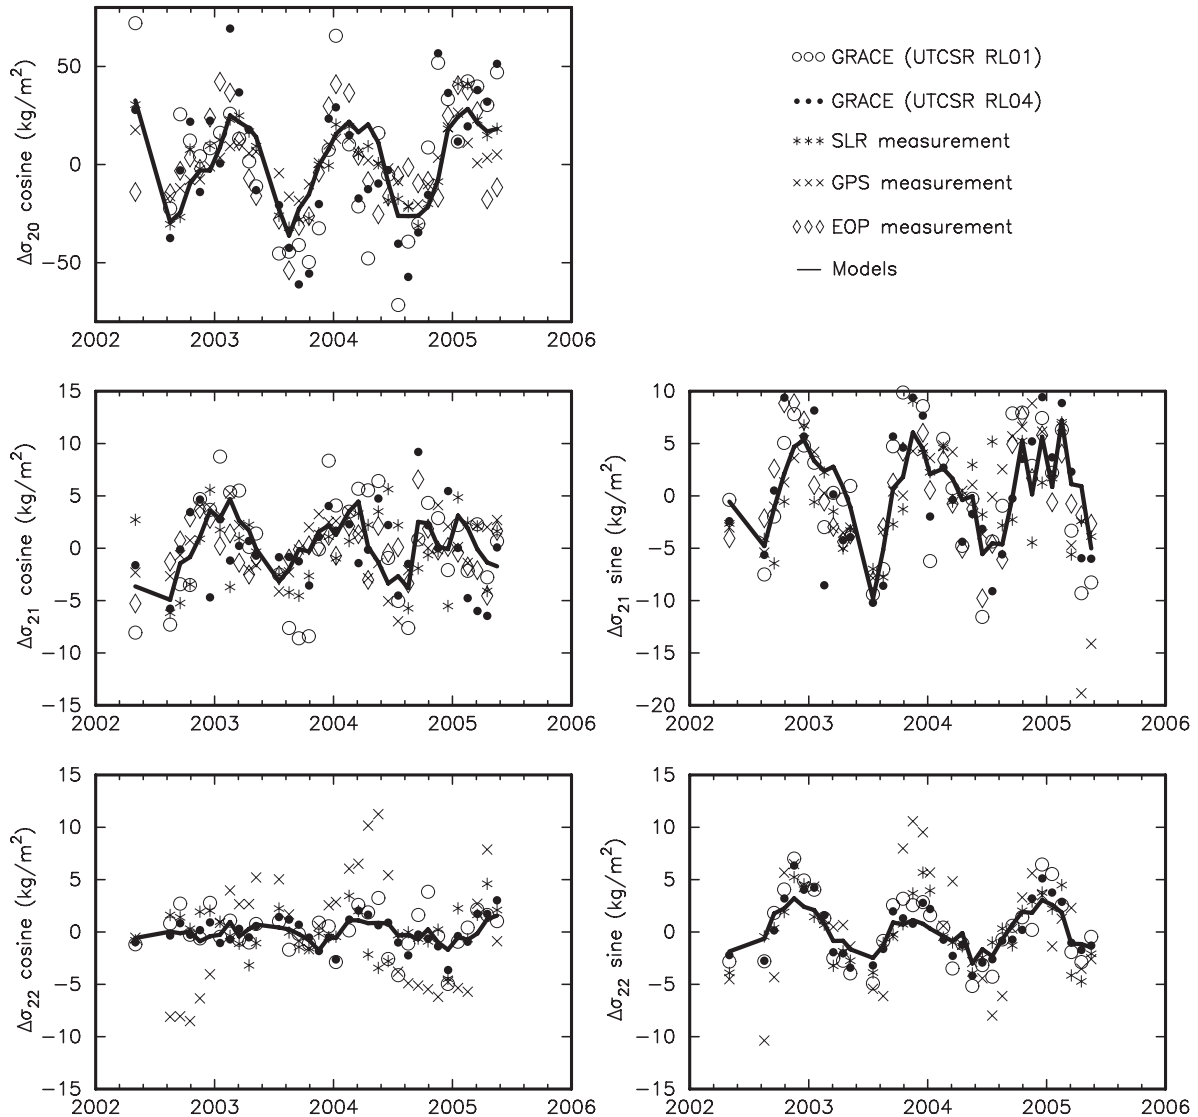 Δσ20 cosine (kg/m²)
50
0
−50
2002 2003 2004 2005 2006
GRACE (UTCSR RL01)
GRACE (UTCSR RL04)
SLR measurement
GPS measurement
EOP measurement
Models
Δσ21 cosine (kg/m²)
15
10
5
0
−5
−10
−15
2002 2003 2004 2005 2006
Δσ21 sine (kg/m²)
10
5
0
−5
−10
−15
−20
2002 2003 2004 2005 2006
Δσ22 cosine (kg/m²)
15
10
5
0
−5
−10
−15
2002 2003 2004 2005 2006
Δσ22 sine (kg/m²)
15
10
5
0
−5
−10
−15
2002 2003 2004 2005 2006